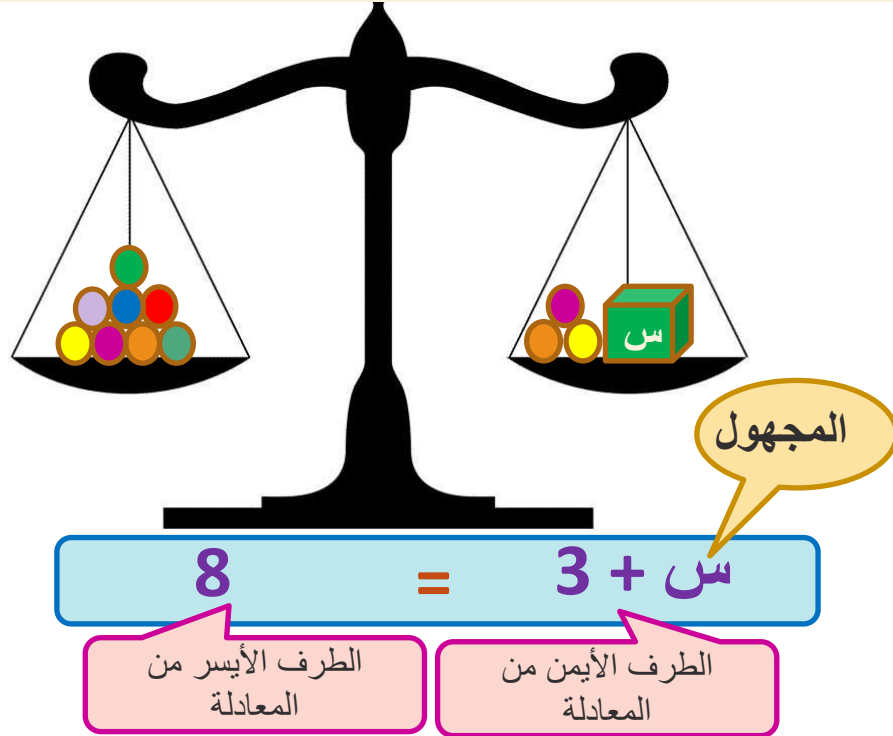 س
المجهول
س + 3 = 8
الطرف الأيمن من
المعادلة
الطرف الأيسر من
المعادلة